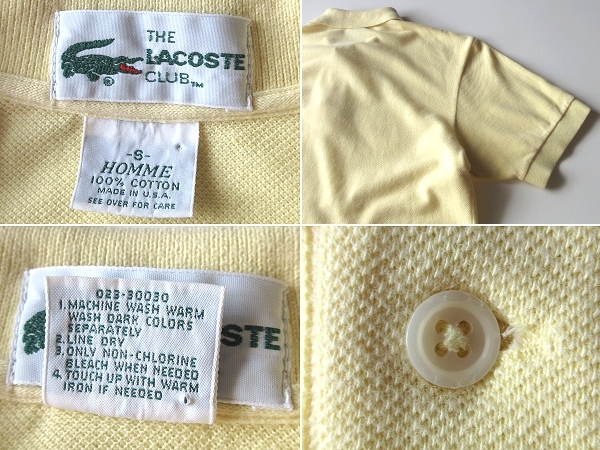 THE
LACOSTE
CLUB™
®
-S-
HOMME
100% COTTON
MADE IN U.S.A.
SEE OVER FOR CARE
023-30030
1. MACHINE WASH WARM
WASH DARK COLORS
SEPARATELY
2. LINE DRY
3. ONLY NON-CHLORINE
BLEACH WHEN NEEDED
4. TOUCH UP WITH WARM
IRON IF NEEDED
STE